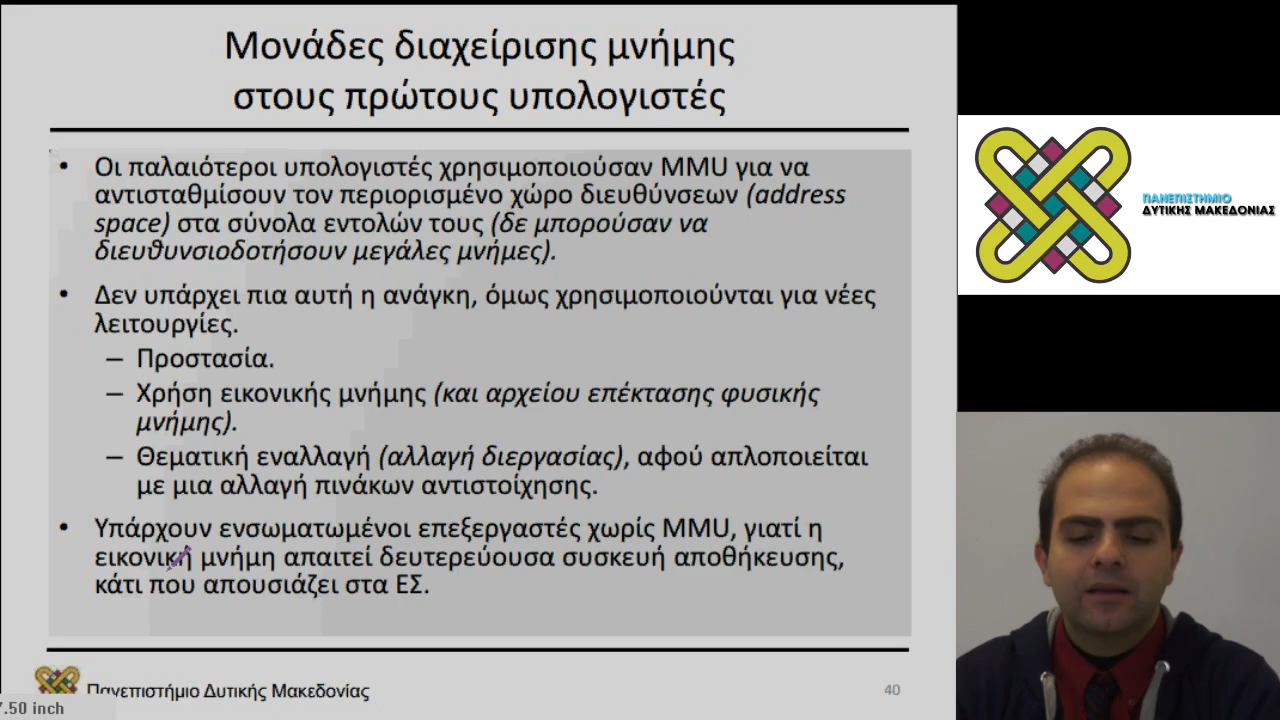 Μονάδες διαχείρισης μνήμης
στους πρώτους υπολογιστές
• Οι παλαιότεροι υπολογιστές χρησιμοποιούσαν MMU για να
αντισταθμίσουν τον περιορισμένο χώρο διευθύνσεων (address
space) στα σύνολα εντολών τους (δε μπορούσαν να
διευθυνσιοδοτήσουν μεγάλες μνήμες).
• Δεν υπάρχει πια αυτή η ανάγκη, όμως χρησιμοποιούνται για νέες
λειτουργίες.
– Προστασία.
– Χρήση εικονικής μνήμης (και αρχείου επέκτασης φυσικής
μνήμης).
– Θεματική εναλλαγή (αλλαγή διεργασίας), αφού απλοποιείται
με μια αλλαγή πινάκων αντιστοίχησης.
• Υπάρχουν ενσωματωμένοι επεξεργαστές χωρίς MMU, γιατί η
εικονική μνήμη απαιτεί δευτερεύουσα συσκευή αποθήκευσης,
κάτι που απουσιάζει στα ΕΣ.
Πανεπιστήμιο Δυτικής Μακεδονίας
40
7.50 inch
ΠΑΝΕΠΙΣΤΗΜΙΟ
ΔΥΤΙΚΗΣ ΜΑΚΕΔΟΝΙΑΣ